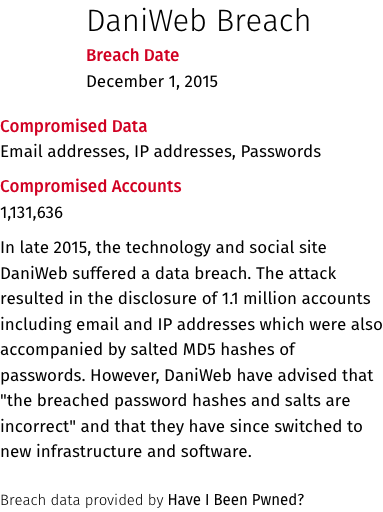 DaniWeb Breach
Breach Date
December 1, 2015
Compromised Data
Email addresses, IP addresses, Passwords
Compromised Accounts
1,131,636
In late 2015, the technology and social site
DaniWeb suffered a data breach. The attack
resulted in the disclosure of 1.1 million accounts
including email and IP addresses which were also
accompanied by salted MD5 hashes of
passwords. However, DaniWeb have advised that
"the breached password hashes and salts are
incorrect" and that they have since switched to
new infrastructure and software.
Breach data provided by Have I Been Pwned?